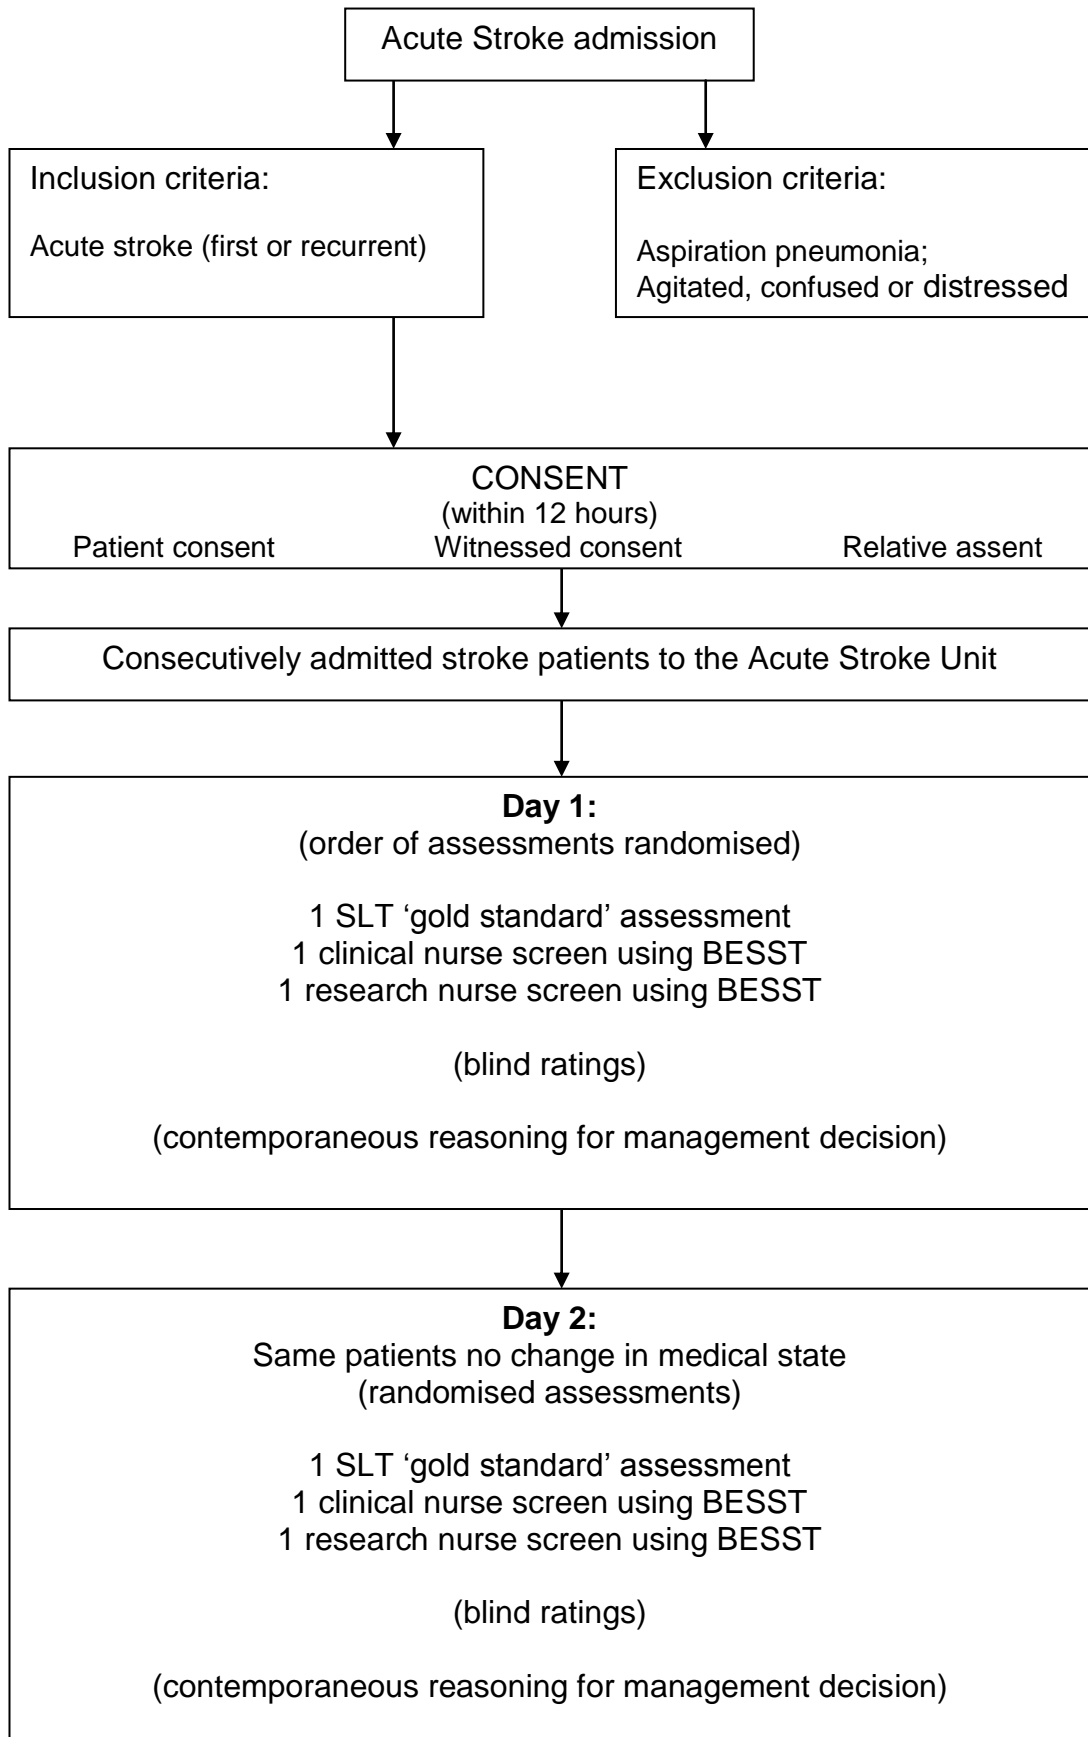 Acute Stroke admission
Inclusion criteria:
Acute stroke (first or recurrent)
Exclusion criteria:
Aspiration pneumonia;
Agitated, confused or distressed
CONSENT
(within 12 hours)
Patient consent Witnessed consent Relative assent
Consecutively admitted stroke patients to the Acute Stroke Unit
Day 1:
(order of assessments randomised)
1 SLT ‘gold standard’ assessment
1 clinical nurse screen using BESST
1 research nurse screen using BESST
(blind ratings)
(contemporaneous reasoning for management decision)
Day 2:
Same patients no change in medical state
(randomised assessments)
1 SLT ‘gold standard’ assessment
1 clinical nurse screen using BESST
1 research nurse screen using BESST
(blind ratings)
(contemporaneous reasoning for management decision)